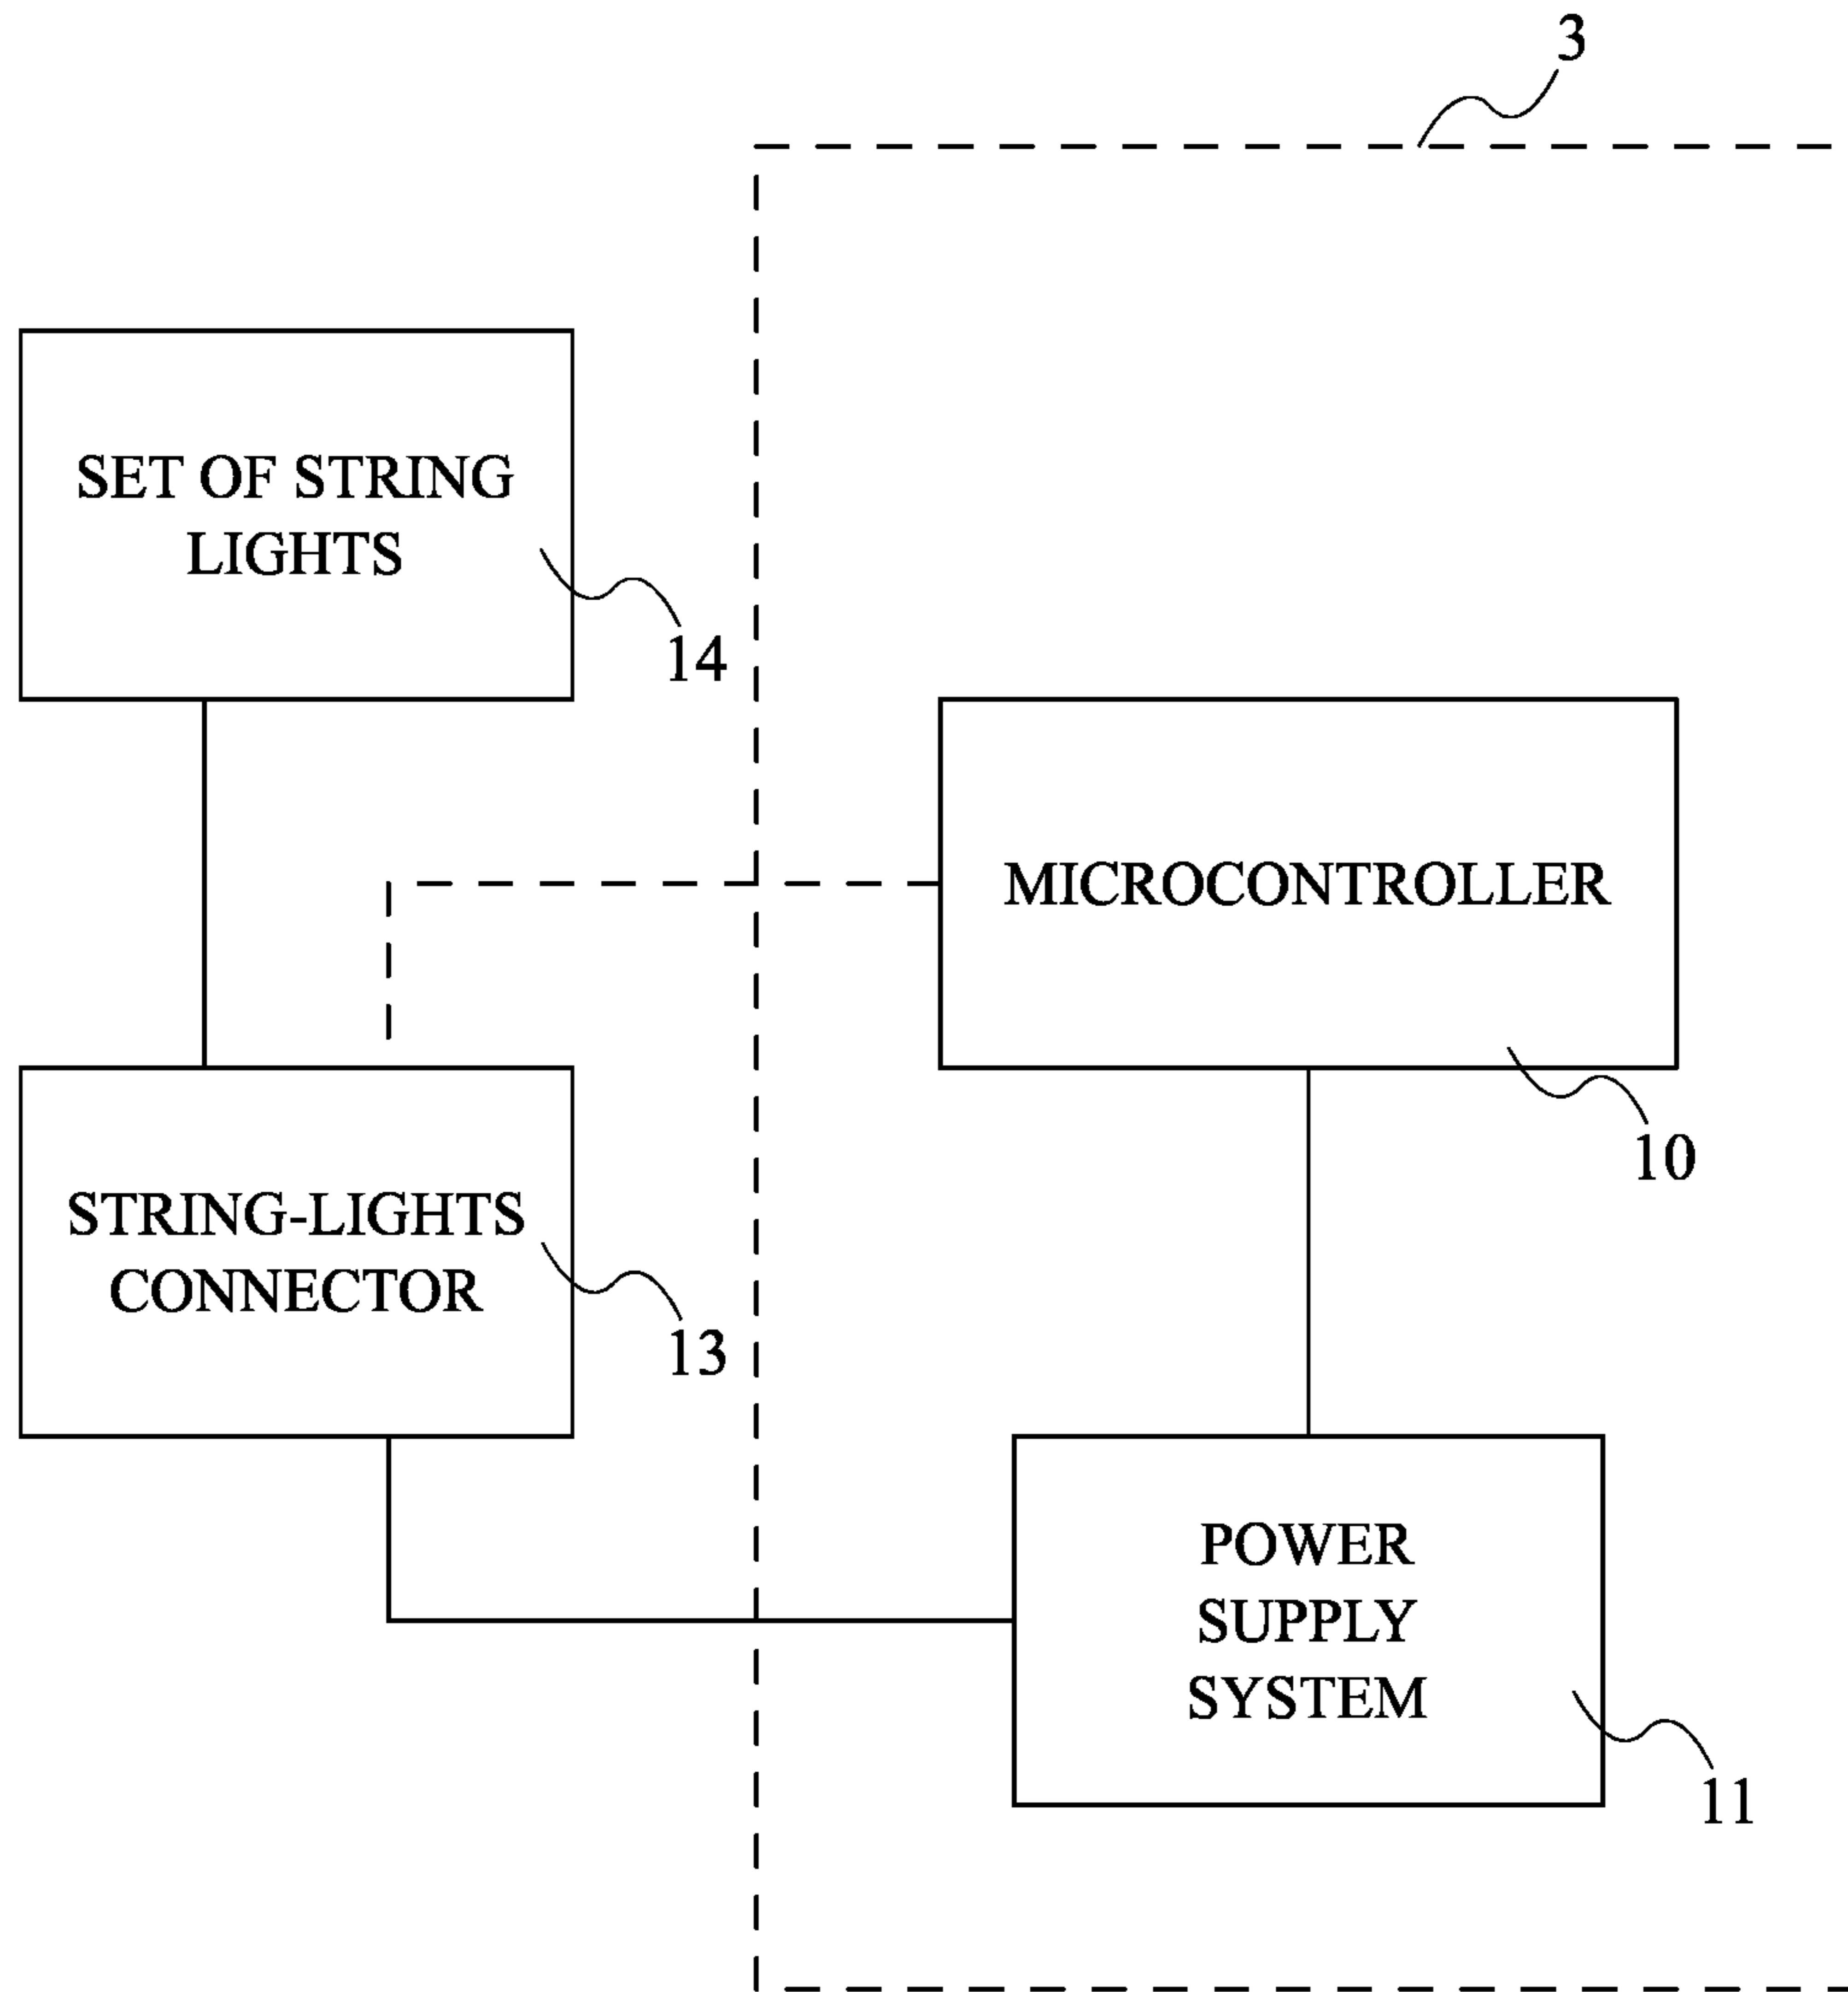 3
SET OF STRING
LIGHTS
14
MICROCONTROLLER
10
STRING-LIGHTS
CONNECTOR
13
POWER
SUPPLY
SYSTEM
11